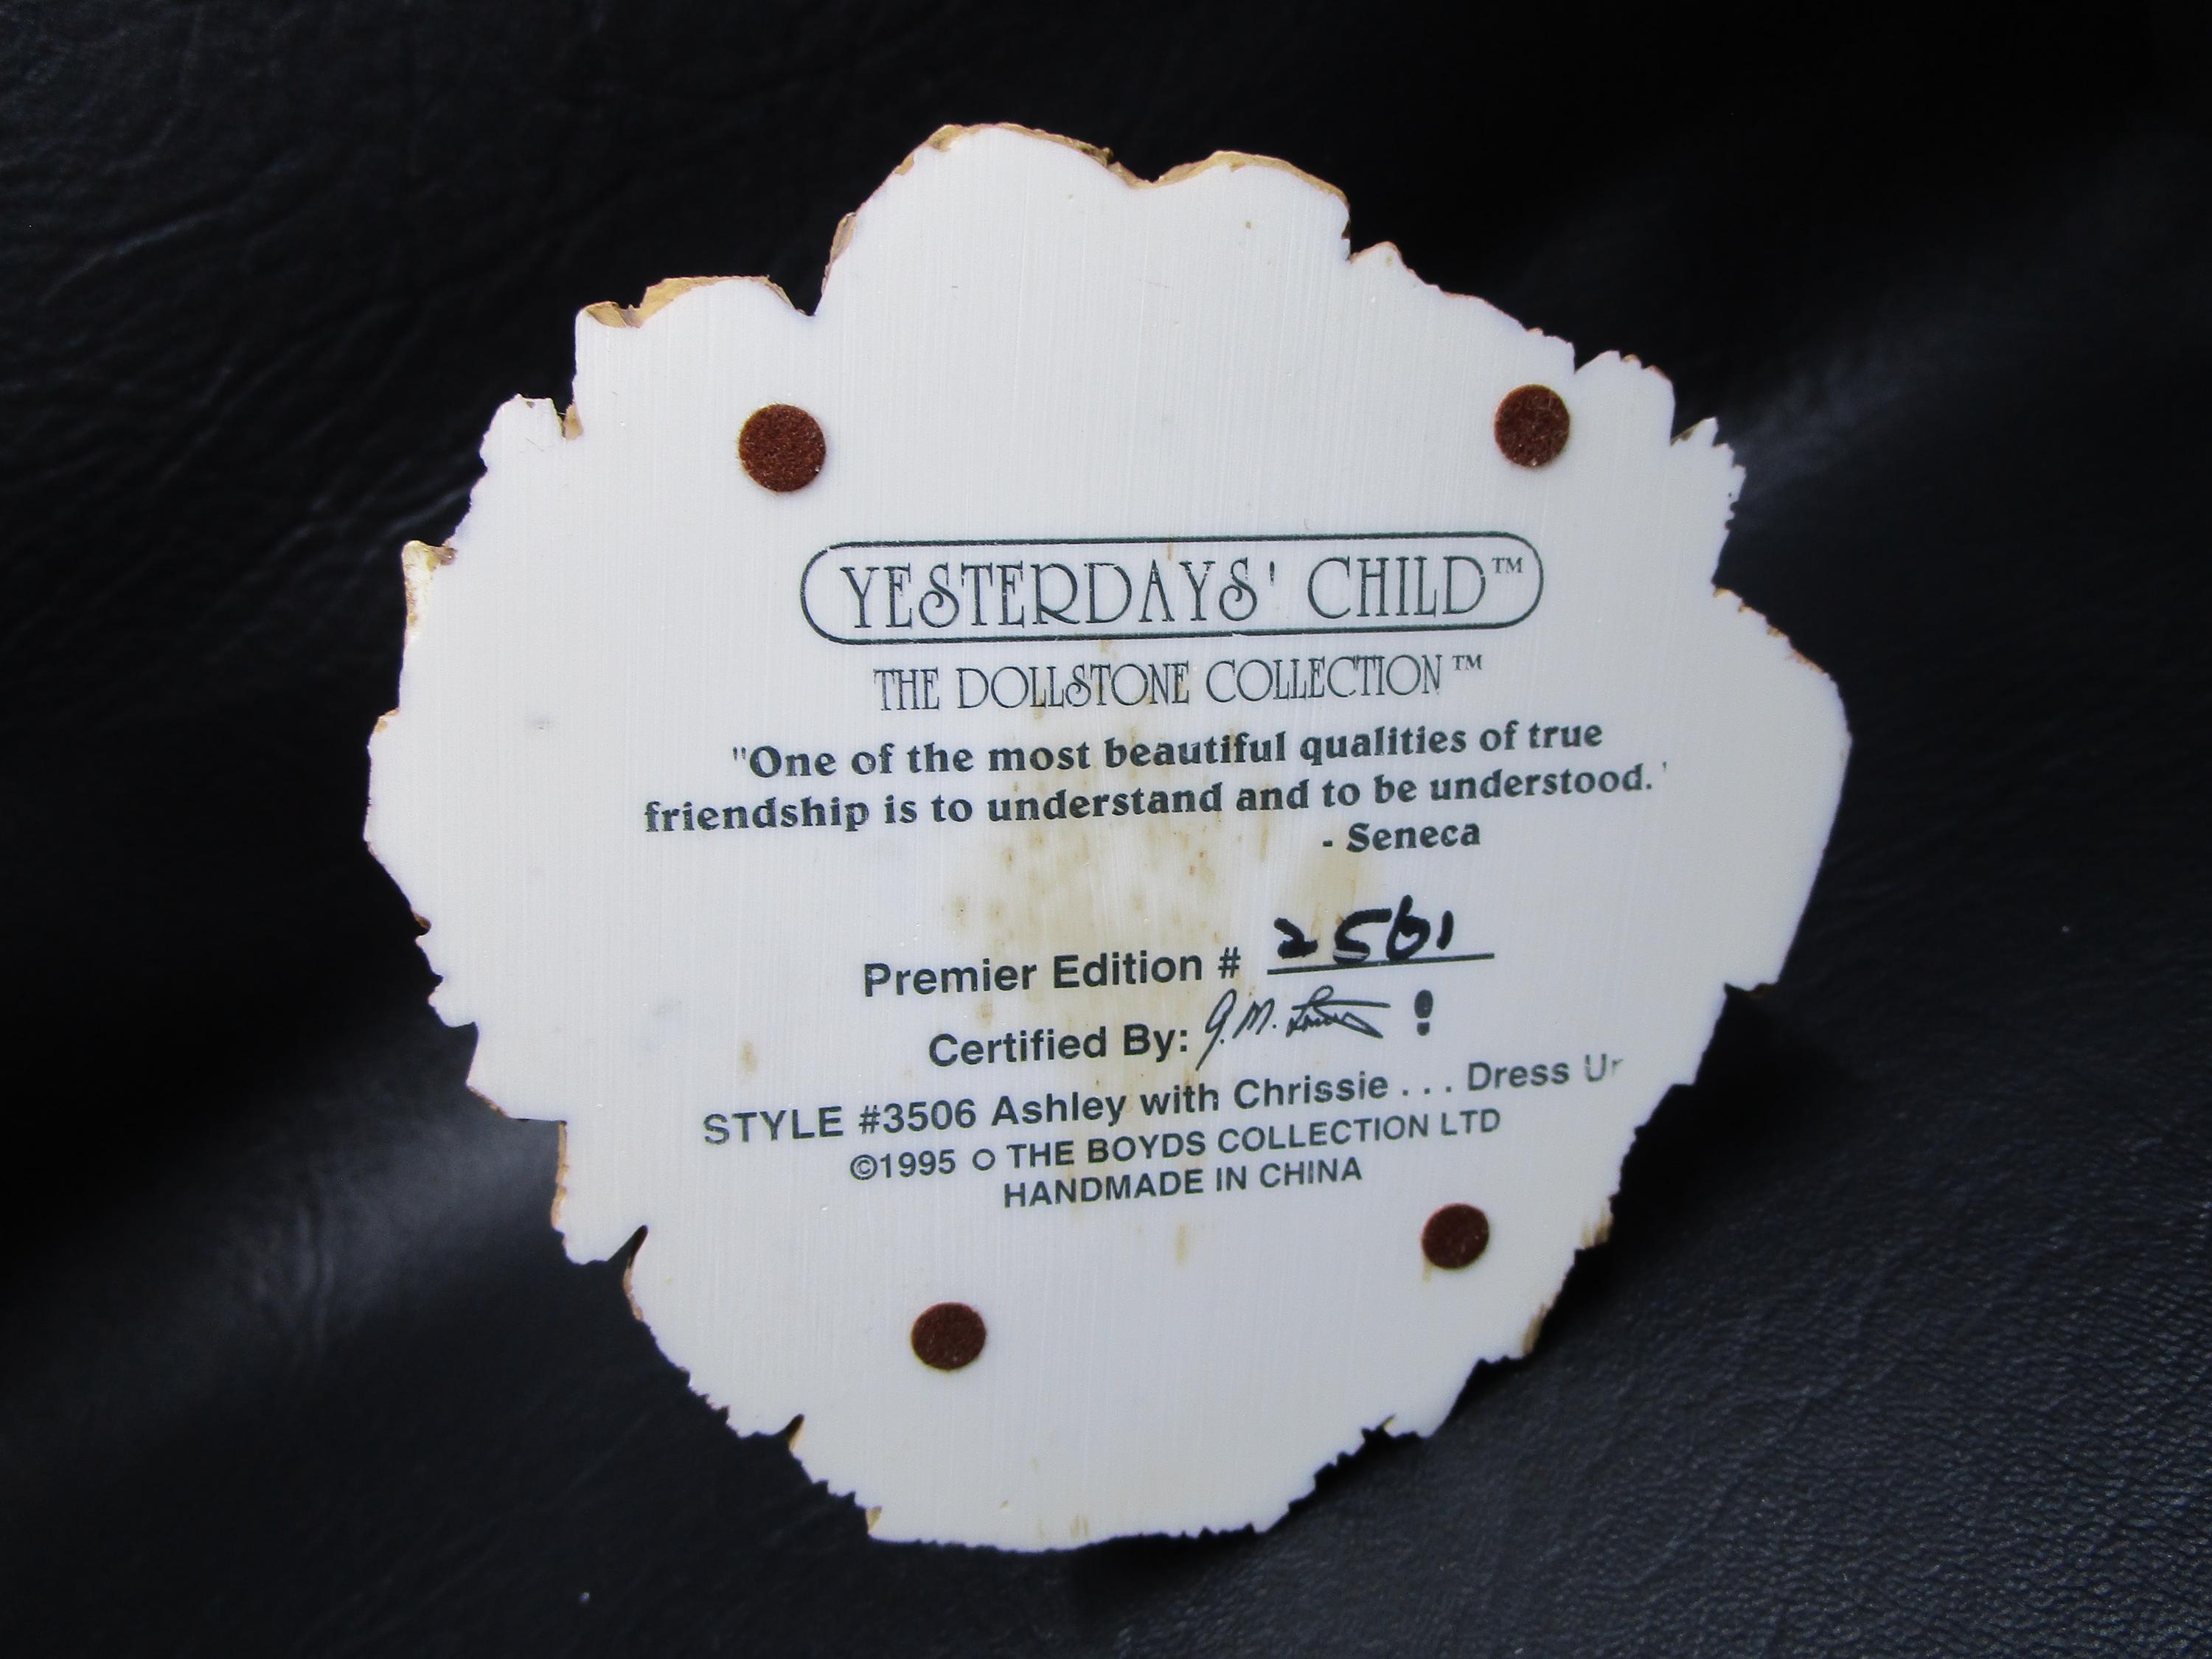 YESTERDAYS' CHILD™
THE DOLLSTONE COLLECTION™
"One of the most beautiful qualities of true
friendship is to understand and to be understood.'
- Seneca
Premier Edition # 2561
Certified By: J.M.
STYLE #3506 Ashley with Chrissie . . . Dress
©1995 O THE BOYDS COLLECTION LTD
HANDMADE IN CHINA